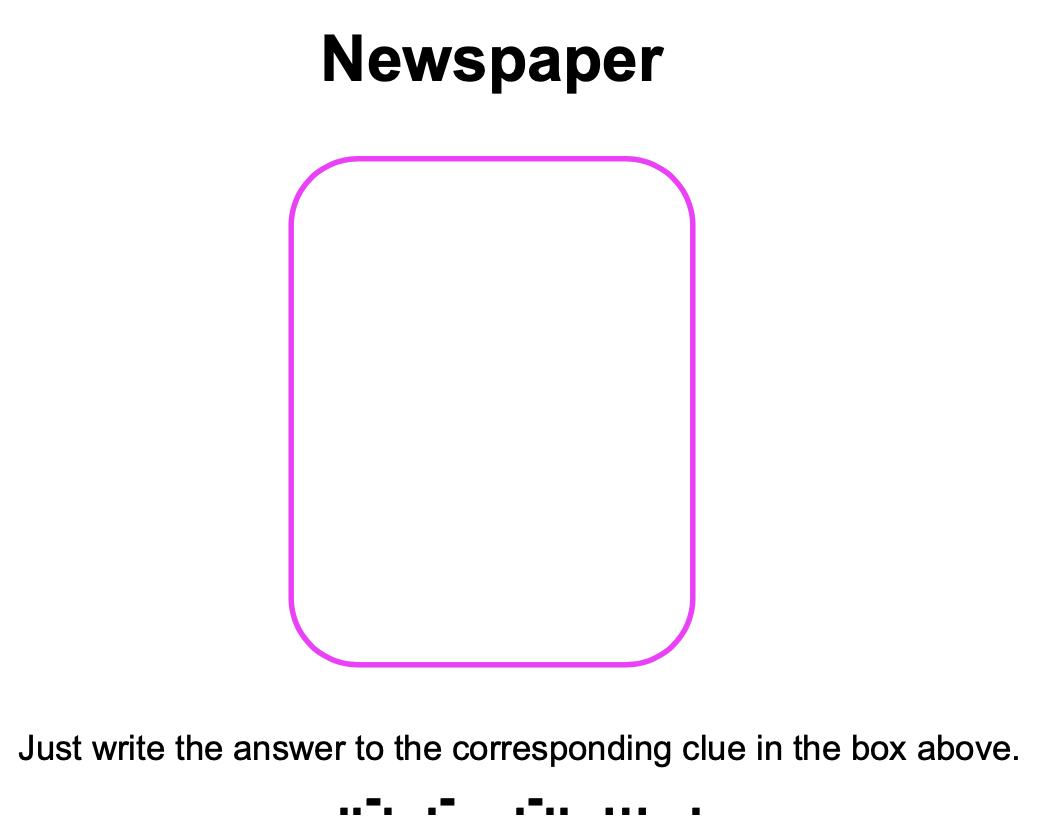 Newspaper
Just write the answer to the corresponding clue in the box above.